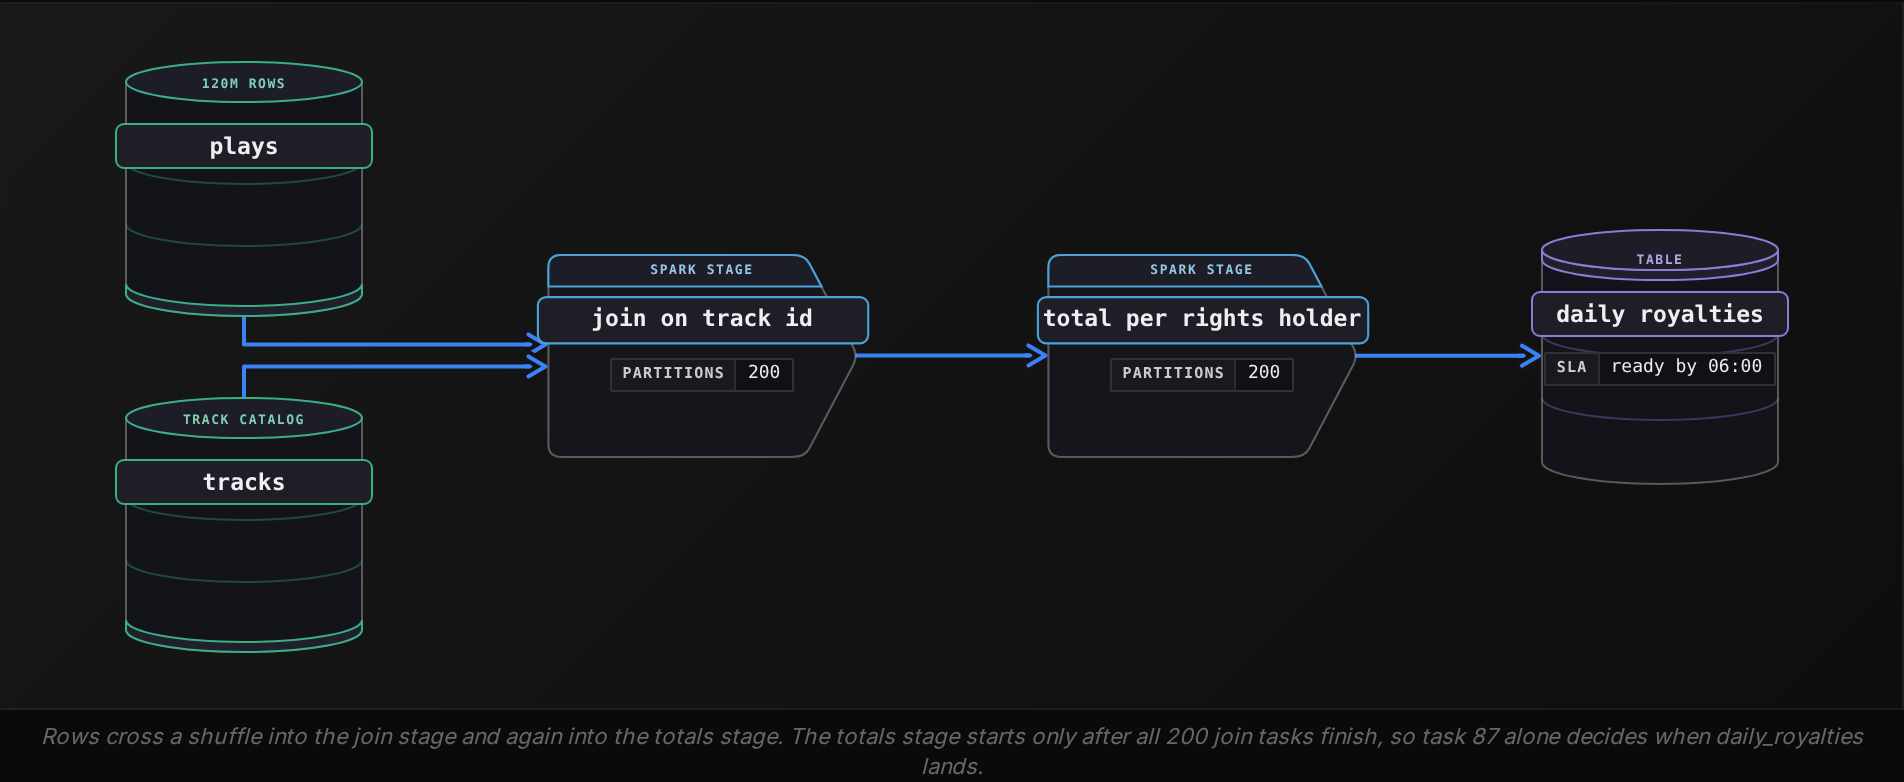 120M ROWS
plays
TRACK CATALOG
tracks
SPARK STAGE
join on track id
PARTITIONS 200
SPARK STAGE
total per rights holder
PARTITIONS 200
TABLE
daily royalties
SLA ready by 06:00
Rows cross a shuffle into the join stage and again into the totals stage. The totals stage starts only after all 200 join tasks finish, so task 87 alone decides when daily_royalties
lands.